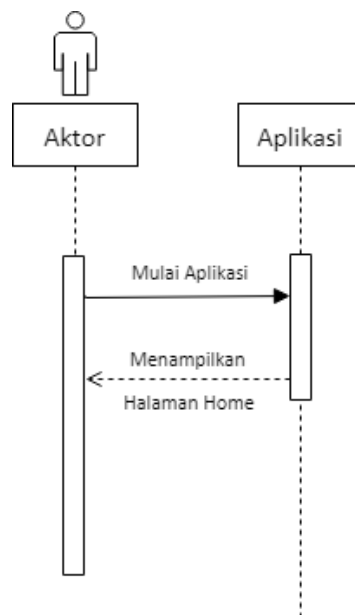 Aktor
Aplikasi
Mulai Aplikasi
Menampilkan
Halaman Home